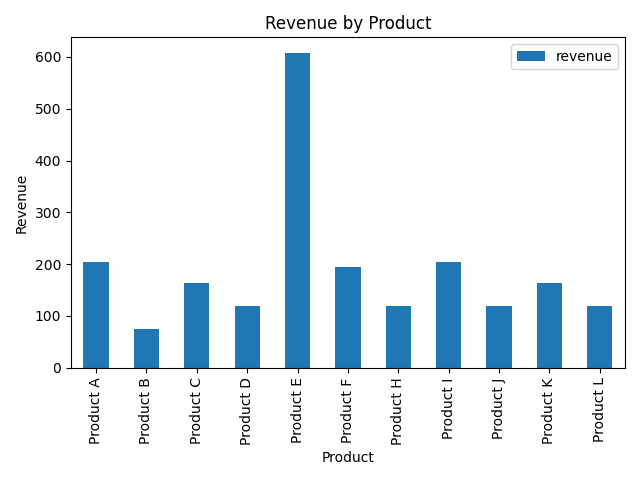 Revenue by Product
revenue
Revenue
600
500
400
300
200
100
0
Product A
Product B
Product C
Product D
Product E
Product F
Product H
Product I
Product J
Product K
Product L
Product